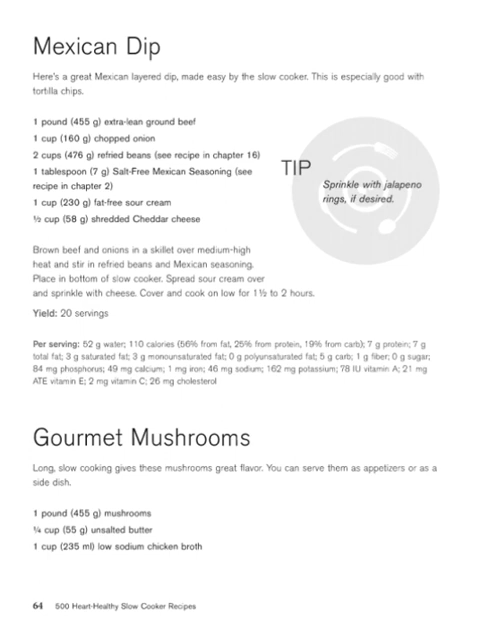 Mexican Dip
Here's a great Mexican layered dip, made easy by the slow cooker. This is especially good with
tortilla chips.
1 pound (455 g) extra-lean ground beef
1 cup (160 g) chopped onion
2 cups (476 g) refried beans (see recipe in chapter 16)
1 tablespoon (7 g) Salt-Free Mexican Seasoning (see
recipe in chapter 2)
1 cup (230 g) fat-free sour cream
½ cup (58 g) shredded Cheddar cheese
TIP
Sprinkle with jalapeno
rings, if desired.
Brown beef and onions in a skillet over medium-high
heat and stir in refried beans and Mexican seasoning.
Place in bottom of slow cooker. Spread sour cream over
and sprinkle with cheese. Cover and cook on low for 1½ to 2 hours.
Yield: 20 servings
Per serving: 52 g water; 110 calories (56% from fat, 25% from protein, 19% from carb); 7 g protein; 7 g
total fat; 3 g saturated fat; 3 g monounsaturated fat; 0 g polyunsaturated fat; 5 g carb; 1 g fiber; 0 g sugar;
84 mg phosphorus; 49 mg calcium; 1 mg iron; 46 mg sodium; 162 mg potassium; 78 IU vitamin A; 21 mg
ATE vitamin E; 2 mg vitamin C; 26 mg cholesterol
Gourmet Mushrooms
Long, slow cooking gives these mushrooms great flavor. You can serve them as appetizers or as a
side dish.
1 pound (455 g) mushrooms
¼ cup (55 g) unsalted butter
1 cup (235 ml) low sodium chicken broth
64 500 Heart-Healthy Slow Cooker Recipes